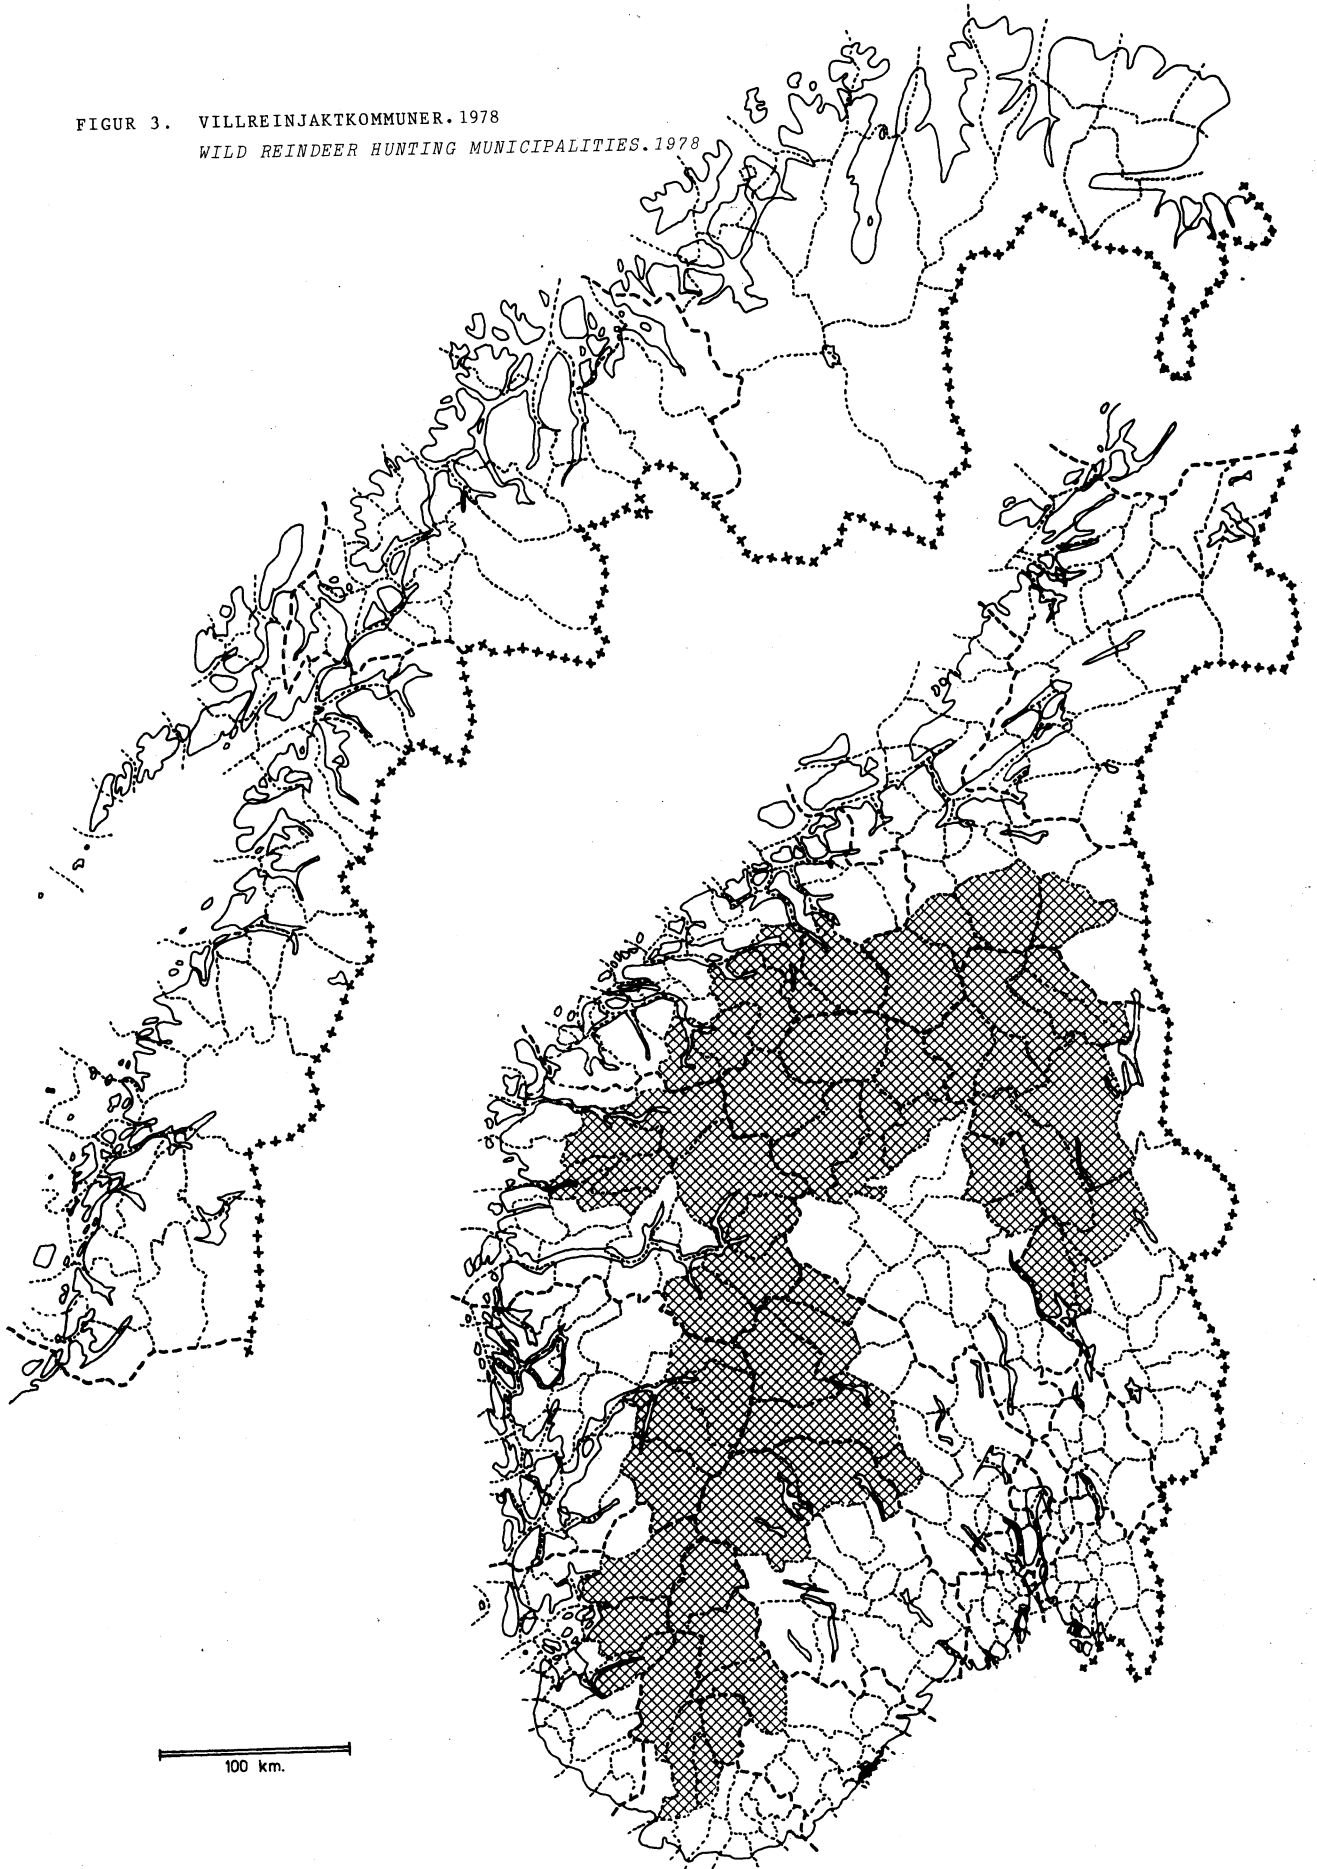 FIGUR 3. VILLREINJAKTKOMMUNER.1978
WILD REINDEER HUNTING MUNICIPALITIES.1978
100 km.